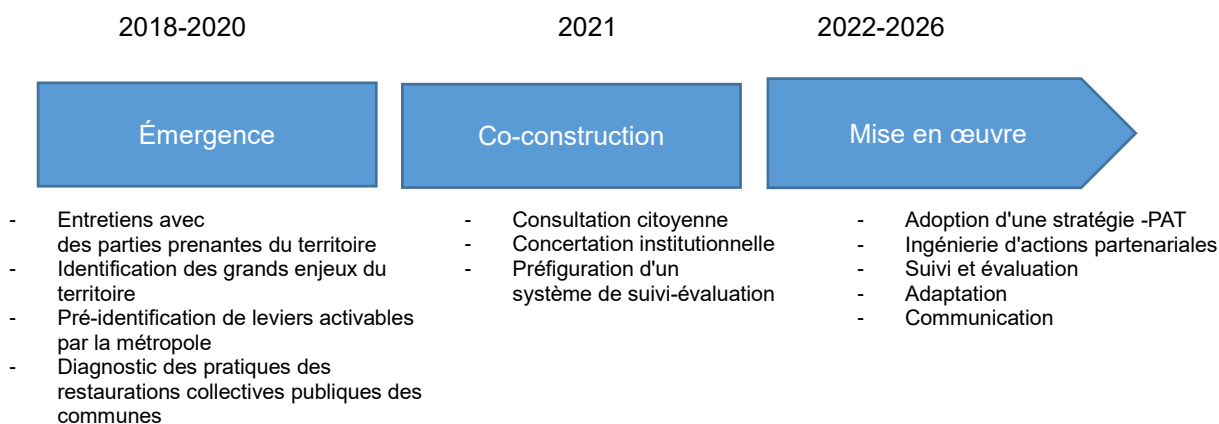 2018-2020
2021
2022-2026
Émergence
Co-construction
Mise en œuvre
- Entretiens avec
des parties prenantes du territoire
- Identification des grands enjeux du
territoire
- Pré-identification de leviers activables
par la métropole
- Diagnostic des pratiques des
restaurations collectives publiques des
communes
- Consultation citoyenne
- Concertation institutionnelle
- Préfiguration d'un
système de suivi-évaluation
- Adoption d'une stratégie -PAT
- Ingénierie d'actions partenariales
- Suivi et évaluation
- Adaptation
- Communication